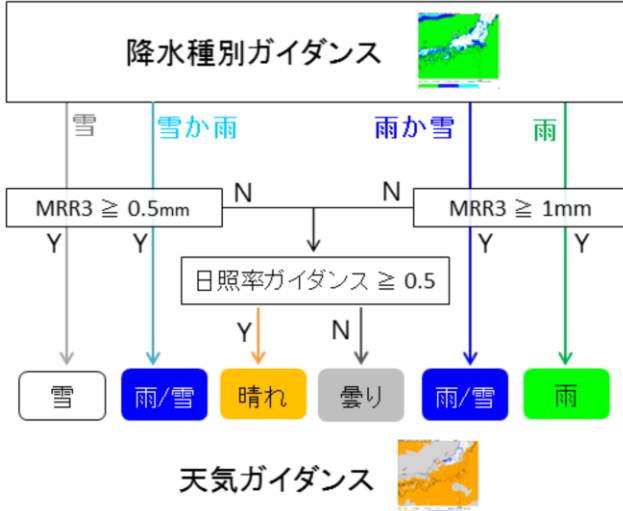 降水種別ガイダンス
雪
雪か雨
雨か雪
雨
N
N
MRR3 ≧ 0.5mm
MRR3 ≧ 1mm
Y
Y
Y
Y
日照率ガイダンス ≧ 0.5
Y
N
雪
雨/雪
晴れ
曇り
雨/雪
雨
天気ガイダンス